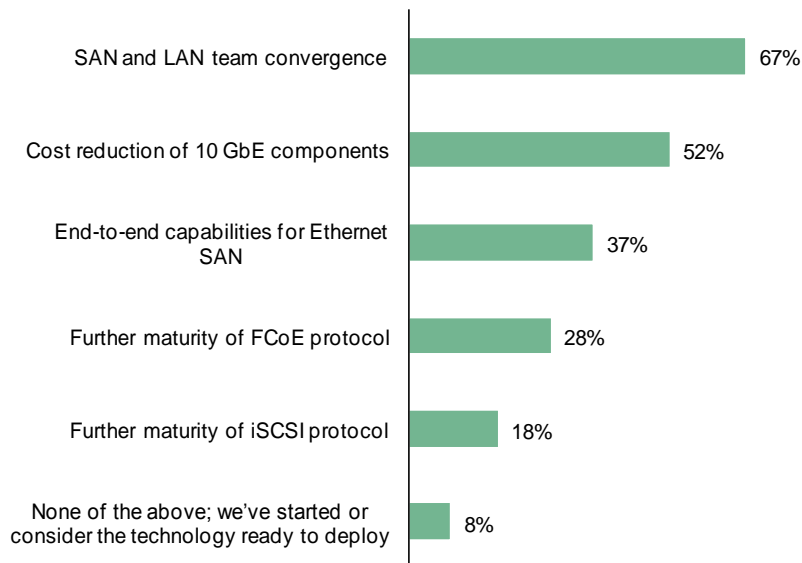 SAN and LAN team convergence
67%
Cost reduction of 10 GbE components
52%
End-to-end capabilities for Ethernet
SAN
37%
Further maturity of FCoE protocol
28%
Further maturity of iSCSI protocol
18%
None of the above; we’ve started or
consider the technology ready to deploy
8%